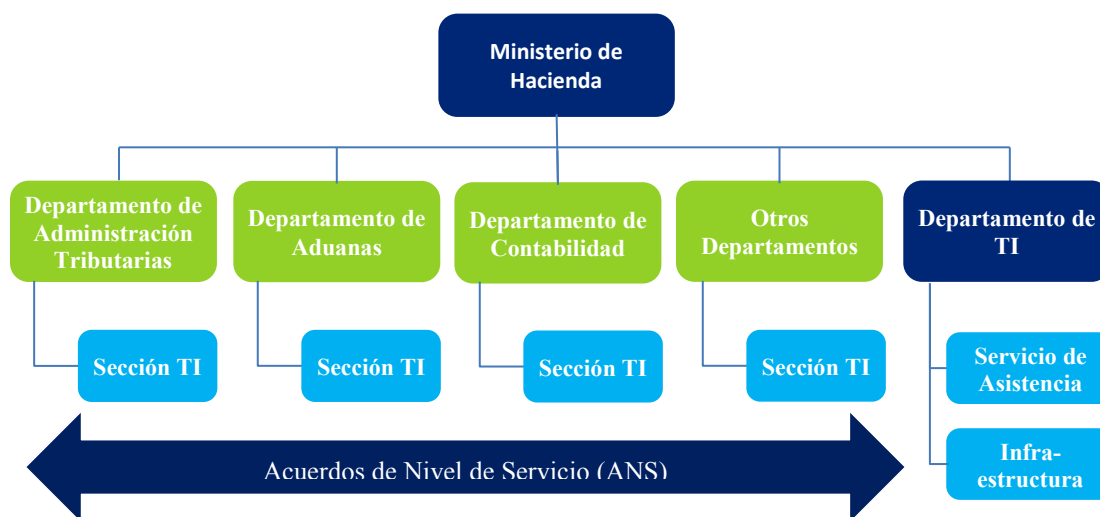 Ministerio de
Hacienda
Departamento de
Administración
Tributarias
Departamento de
Aduanas
Departamento de
Contabilidad
Otros
Departamentos
Departamento de
TI
Sección TI
Sección TI
Sección TI
Sección TI
Servicio de
Asistencia
Infra-
estructura
Acuerdos de Nivel de Servicio (ANS)